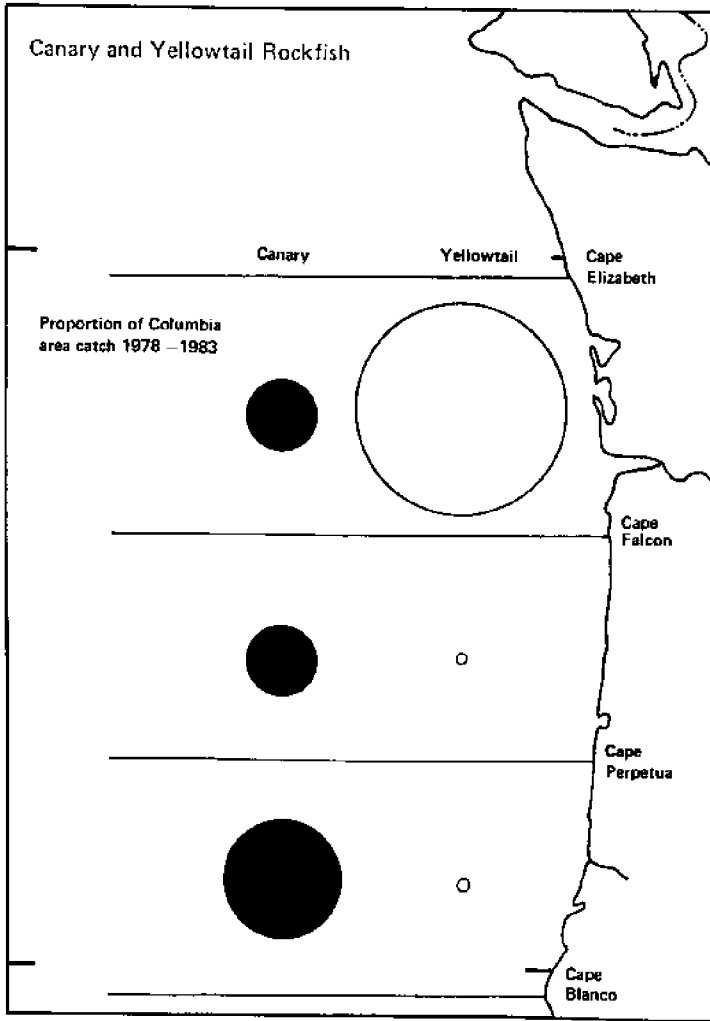 Canary and Yellowtail Rockfish
Canary
Yellowtail
Cape
Elizabeth
Proportion of Columbia
area catch 1978 – 1983
Cape
Falcon
Cape
Perpetua
Cape
Blanco